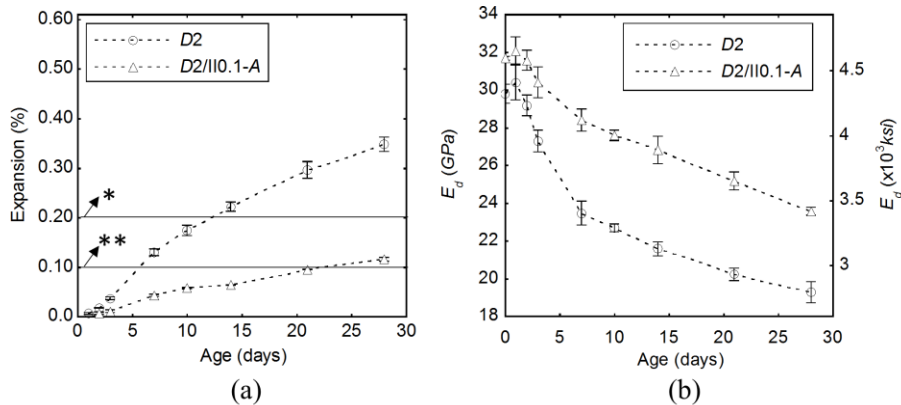 D2
D2/II0.1-A
Expansion (%)
0.60
0.50
0.40
0.30
0.20
0.10
0.0
*
**
0 5 10 15 20 25 30
Age (days)
(a)
D2
D2/II0.1-A
E_d (GPa)
34
32
30
28
26
24
22
20
18
E_d (x10³ksi)
4.5
4
3.5
3
0 5 10 15 20 25 30
Age (days)
(b)